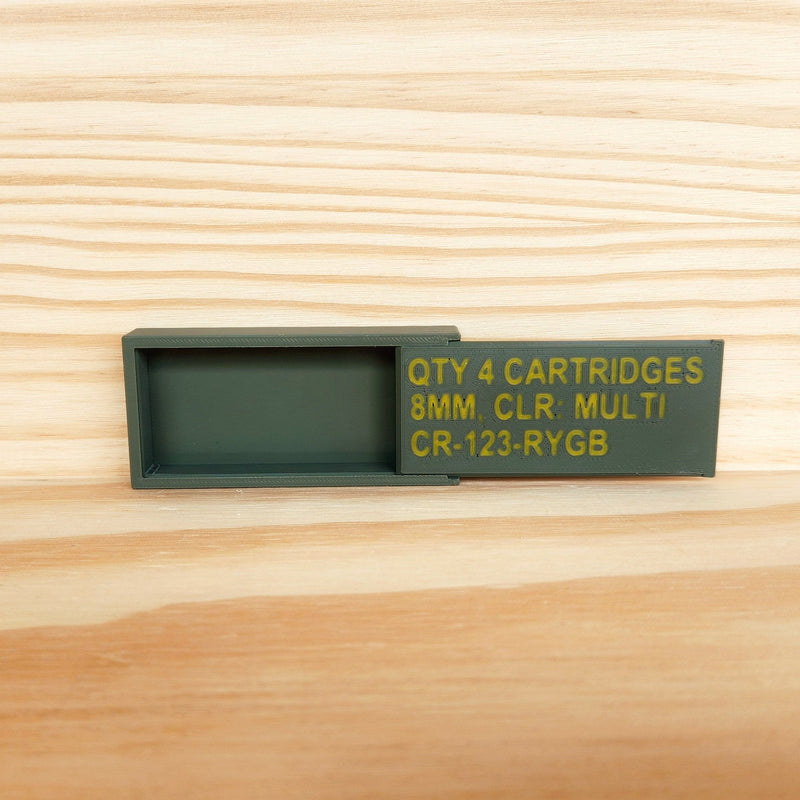 QTY 4 CARTRIDGES
8MM, CLR: MULTI
CR-123-RYGB